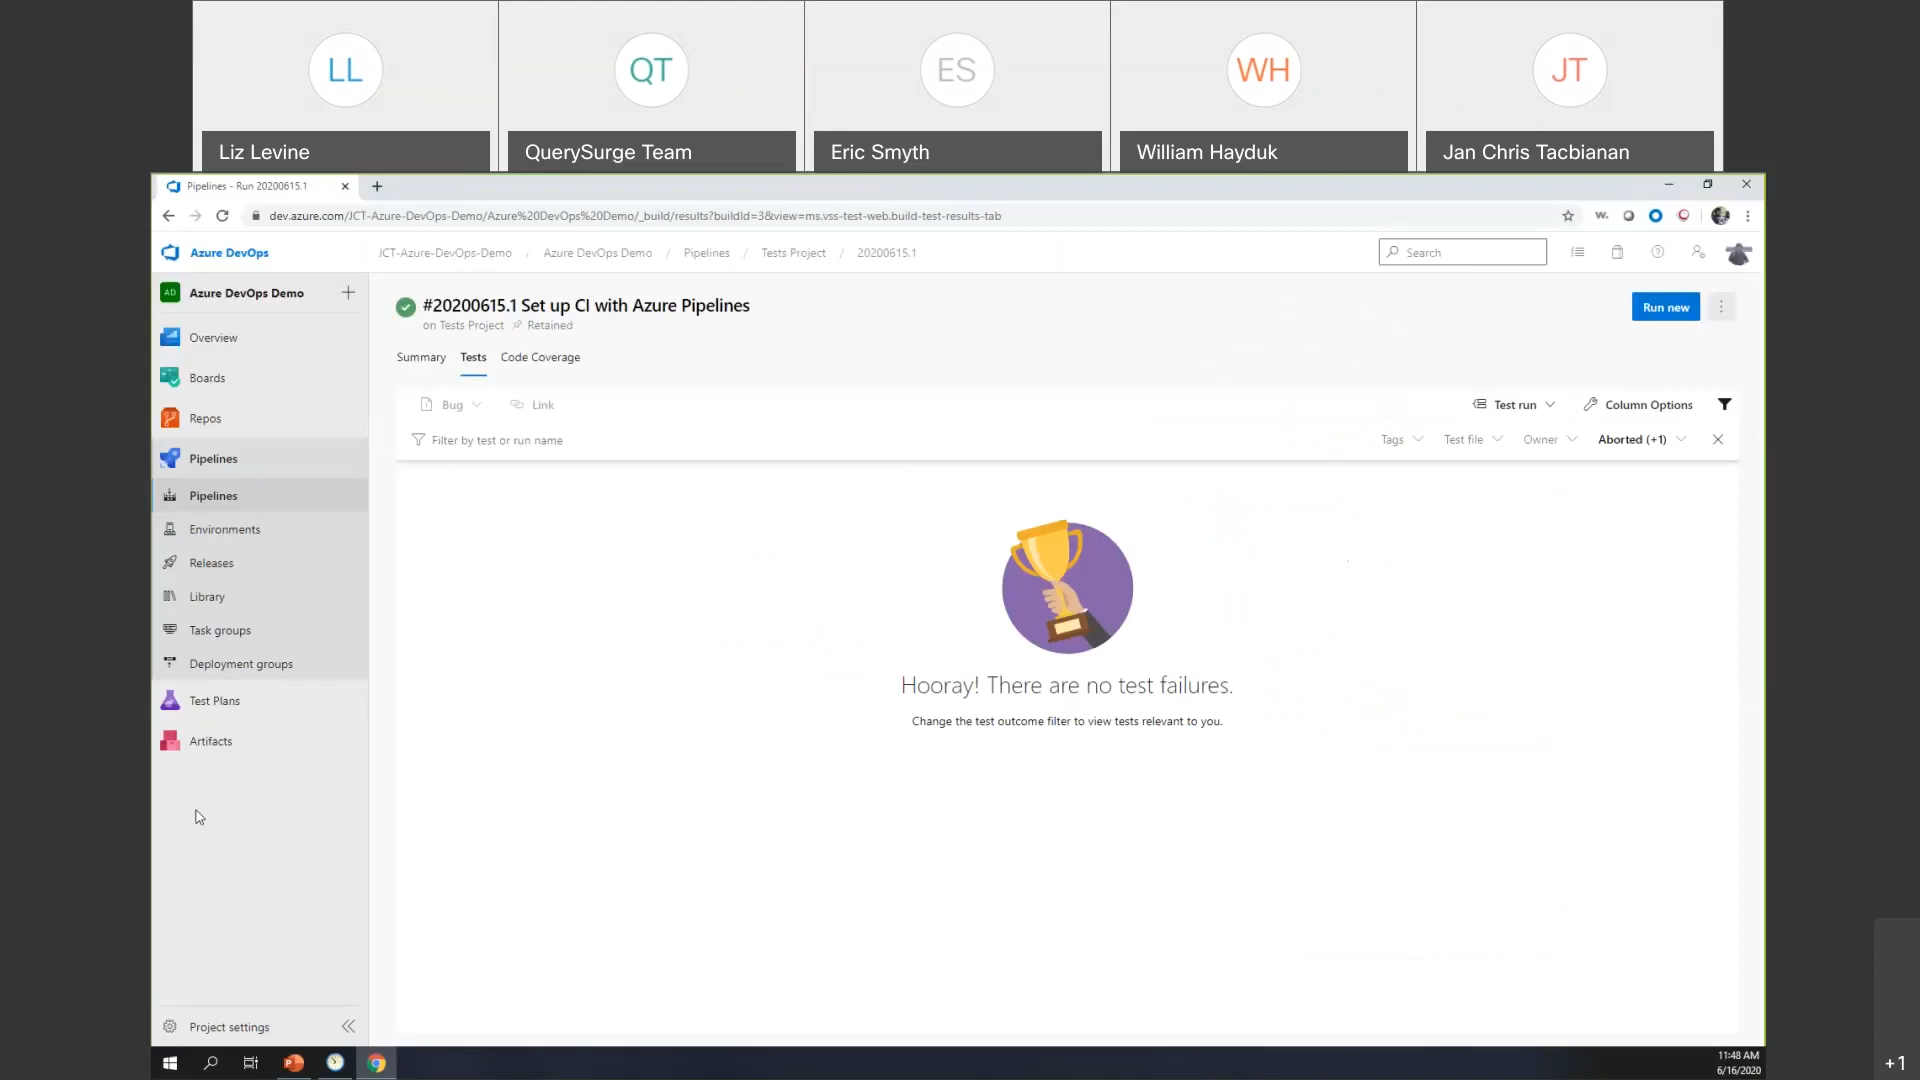 LL
QT
ES
WH
JT
Liz Levine
QuerySurge Team
Eric Smyth
William Hayduk
Jan Chris Tacbianan
Pipelines - Run 20200615.1
dev.azure.com/JCT-Azure-DevOps-Demo/Azure%20DevOps%20Demo/_build/results?buildId=3&view=ms.vss-test-web.build-test-results-tab
W.
Azure DevOps
JCT-Azure-DevOps-Demo / Azure DevOps Demo / Pipelines / Tests Project / 20200615.1
Search
AD Azure DevOps Demo
Overview
Boards
Repos
Pipelines
Pipelines
Environments
Releases
Library
Task groups
Deployment groups
Test Plans
Artifacts
Project settings
#20200615.1 Set up CI with Azure Pipelines
on Tests Project Retained
Run new
Summary Tests Code Coverage
Bug Link
Test run Column Options
Filter by test or run name
Tags Test file Owner Aborted (+1)
Hooray! There are no test failures.
Change the test outcome filter to view tests relevant to you.
11:48 AM
6/16/2020
+1